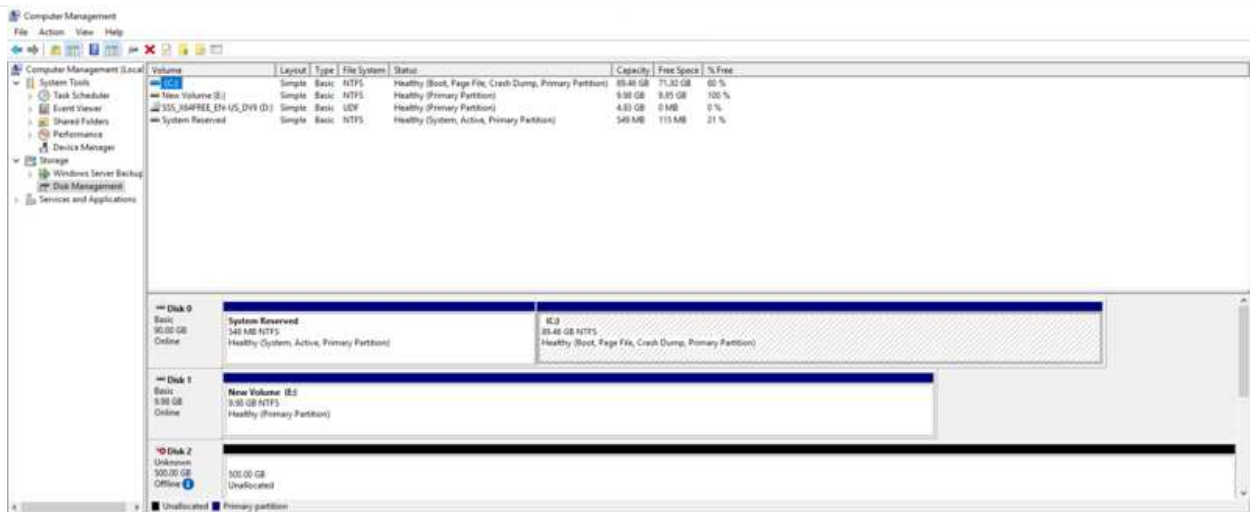 Computer Management
File Action View Help
Computer Management (Local
System Tools
Task Scheduler
Event Viewer
Shared Folders
Performance
Device Manager
Storage
Windows Server Backup
Disk Management
Services and Applications
Volume Layout Type File System Status Capacity Free Space % Free
(C:) Simple Basic NTFS Healthy (Boot, Page File, Crash Dump, Primary Partition) 89.46 GB 71.32 GB 80 %
New Volume (E:) Simple Basic NTFS Healthy (Primary Partition) 9.98 GB 9.95 GB 100 %
SSS_X64FREE_EN-US_DV9 (D:) Simple Basic UDF Healthy (Primary Partition) 4.93 GB 0 MB 0 %
System Reserved Simple Basic NTFS Healthy (System, Active, Primary Partition) 549 MB 115 MB 21 %
Disk 0
Basic
90.00 GB
Online
System Reserved
549 MB NTFS
Healthy (System, Active, Primary Partition)
(C:)
89.46 GB NTFS
Healthy (Boot, Page File, Crash Dump, Primary Partition)
Disk 1
Basic
9.98 GB
Online
New Volume (E:)
9.98 GB NTFS
Healthy (Primary Partition)
Disk 2
Unknown
500.00 GB
Offline
500.00 GB
Unallocated
Unallocated Primary partition